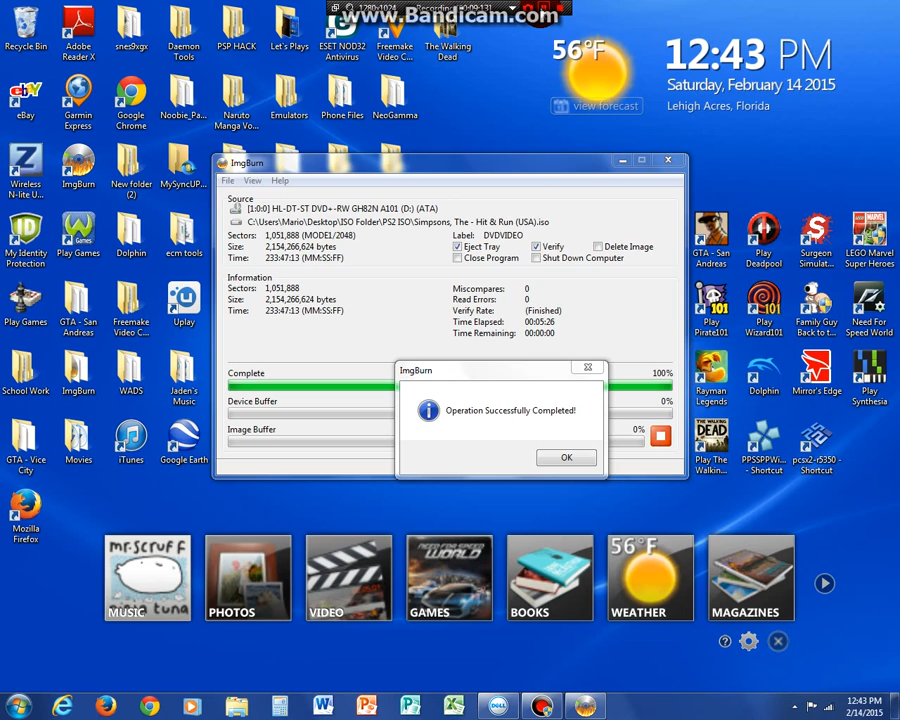 1280x1024
www.Bandicam.com
Recycle Bin
Adobe Reader X
snes9xgx
Daemon Tools
PSP HACK
Let's Plays
ESET NOD32 Antivirus
Freemake Video C...
The Walking Dead
56°F
view forecast
12:43 PM
Saturday, February 14 2015
Lehigh Acres, Florida
eBay
Garmin Express
Google Chrome
Noobie_Pa...
Naruto Manga Vo...
Emulators
Phone Files
NeoGamma
Wireless N-lite U...
ImgBurn
New folder (2)
MySyncUP...
My Identity Protection
Play Games
Dolphin
ecm tools
Play Games
GTA - San Andreas
Freemake Video C...
Uplay
School Work
ImgBurn
WADS
Jaden's Music
GTA - Vice City
Movies
iTunes
Google Earth
Mozilla Firefox
ImgBurn
File View Help
Source
[1:0:0] HL-DT-ST DVD+-RW GH82N A101 (D:) (ATA)
C:\Users\Mario\Desktop\ISO Folder\PS2 ISO\Simpsons, The - Hit & Run (USA).iso
Sectors: 1,051,888 (MODE1/2048)
Label: DVDVIDEO
Size: 2,154,266,624 bytes
Eject Tray Verify Delete Image
Time: 233:47:13 (MM:SS:FF)
Close Program Shut Down Computer
Information
Sectors: 1,051,888
Miscompares: 0
Size: 2,154,266,624 bytes
Read Errors: 0
Time: 233:47:13 (MM:SS:FF)
Verify Rate: (Finished)
Time Elapsed: 00:05:26
Time Remaining: 00:00:00
Complete 100%
Device Buffer 0%
Image Buffer 0%
ImgBurn
Operation Successfully Completed!
OK
GTA - San Andreas
Play Deadpool
Surgeon Simulat...
LEGO Marvel Super Heroes
Play Pirate101
Play Wizard101
Family Guy Back to t...
Need For Speed World
Rayman Legends
Dolphin
Mirror's Edge
Play Synthesia
Play The Walkin...
PPSSPPWi... - Shortcut
pcsx2-r5350 - Shortcut
mr.scruff
MUSIC
PHOTOS
VIDEO
NEED FOR SPEED WORLD
GAMES
BOOKS
56°F
WEATHER
MAGAZINES
12:43 PM
2/14/2015